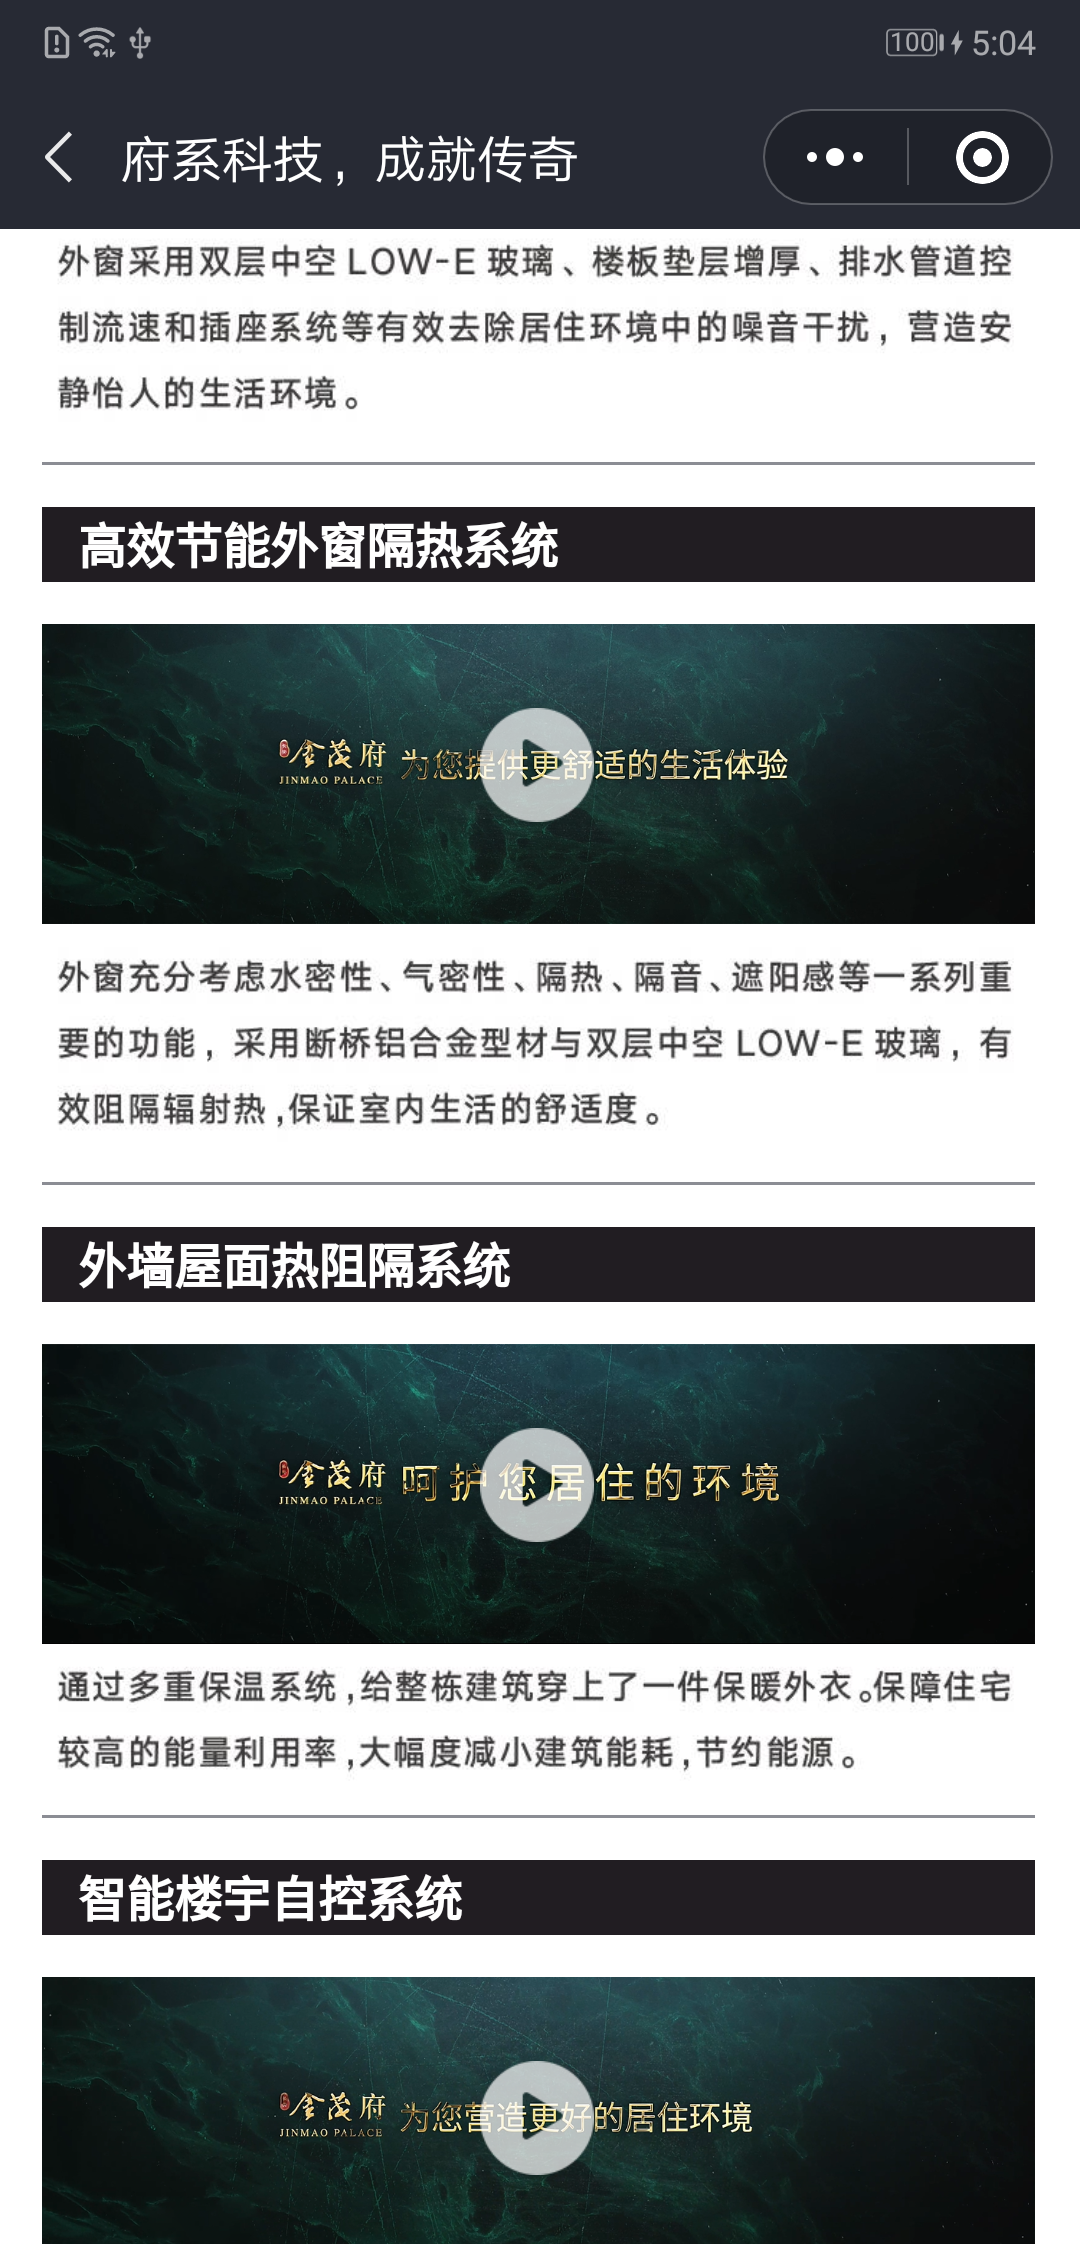 100 5:04
府系科技，成就传奇
外窗采用双层中空 LOW-E 玻璃、楼板垫层增厚、排水管道控
制流速和插座系统等有效去除居住环境中的噪音干扰，营造安
静怡人的生活环境。
高效节能外窗隔热系统
金茂府 为您提供更舒适的生活体验
JINMAO PALACE
外窗充分考虑水密性、气密性、隔热、隔音、遮阳感等一系列重
要的功能，采用断桥铝合金型材与双层中空 LOW-E 玻璃，有
效阻隔辐射热，保证室内生活的舒适度。
外墙屋面热阻隔系统
金茂府 呵护您居住的环境
JINMAO PALACE
通过多重保温系统，给整栋建筑穿上了一件保暖外衣。保障住宅
较高的能量利用率，大幅度减小建筑能耗，节约能源。
智能楼宇自控系统
金茂府 为您营造更好的居住环境
JINMAO PALACE